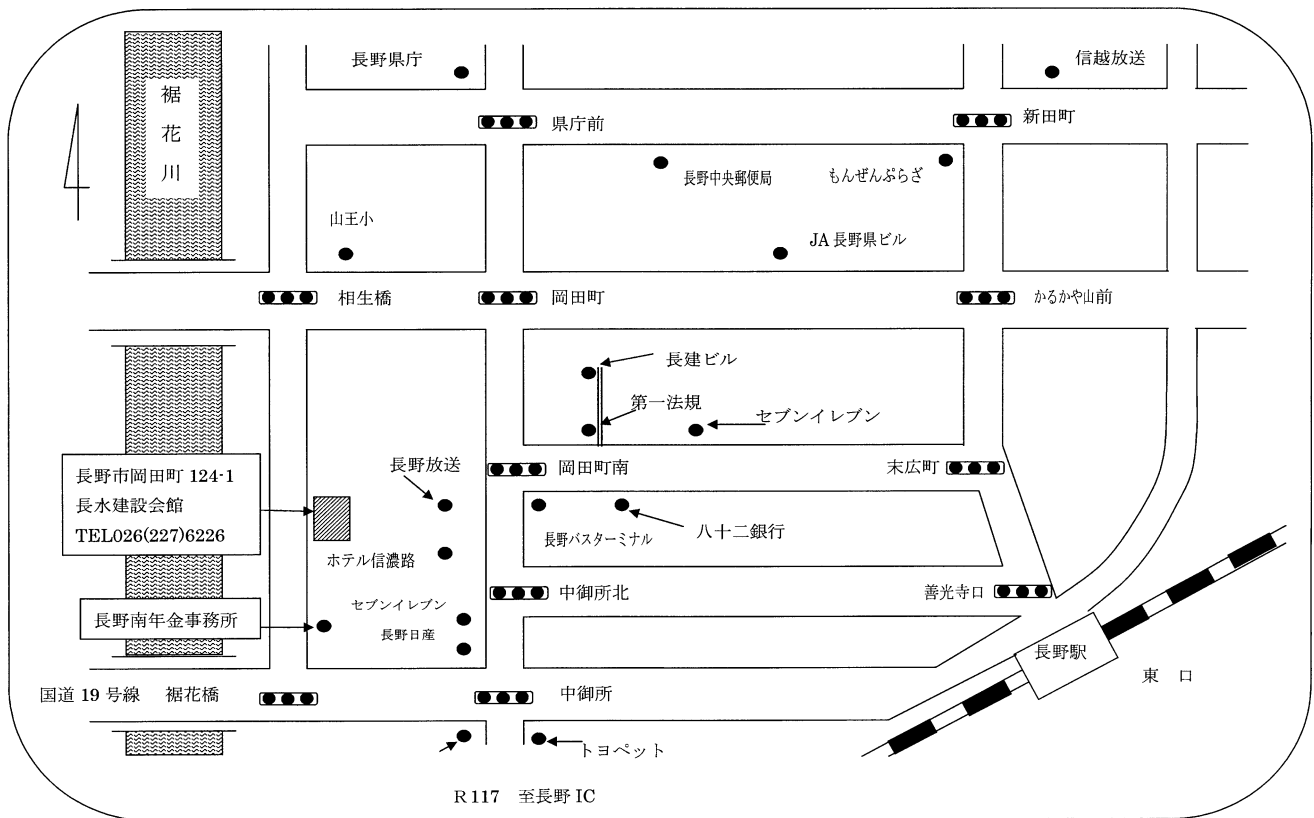 長野県庁
信越放送
裾花川
県庁前
新田町
長野中央郵便局
もんぜんぷらざ
山王小
JA 長野県ビル
相生橋
岡田町
かるかや山前
長建ビル
第一法規
セブンイレブン
長野市岡田町 124-1
長水建設会館
TEL026(227)6226
長野放送
岡田町南
末広町
長野バスターミナル
八十二銀行
ホテル信濃路
中御所北
善光寺口
セブンイレブン
長野日産
長野南年金事務所
長野駅
東 口
国道 19 号線 裾花橋
中御所
トヨペット
R117 至長野 IC